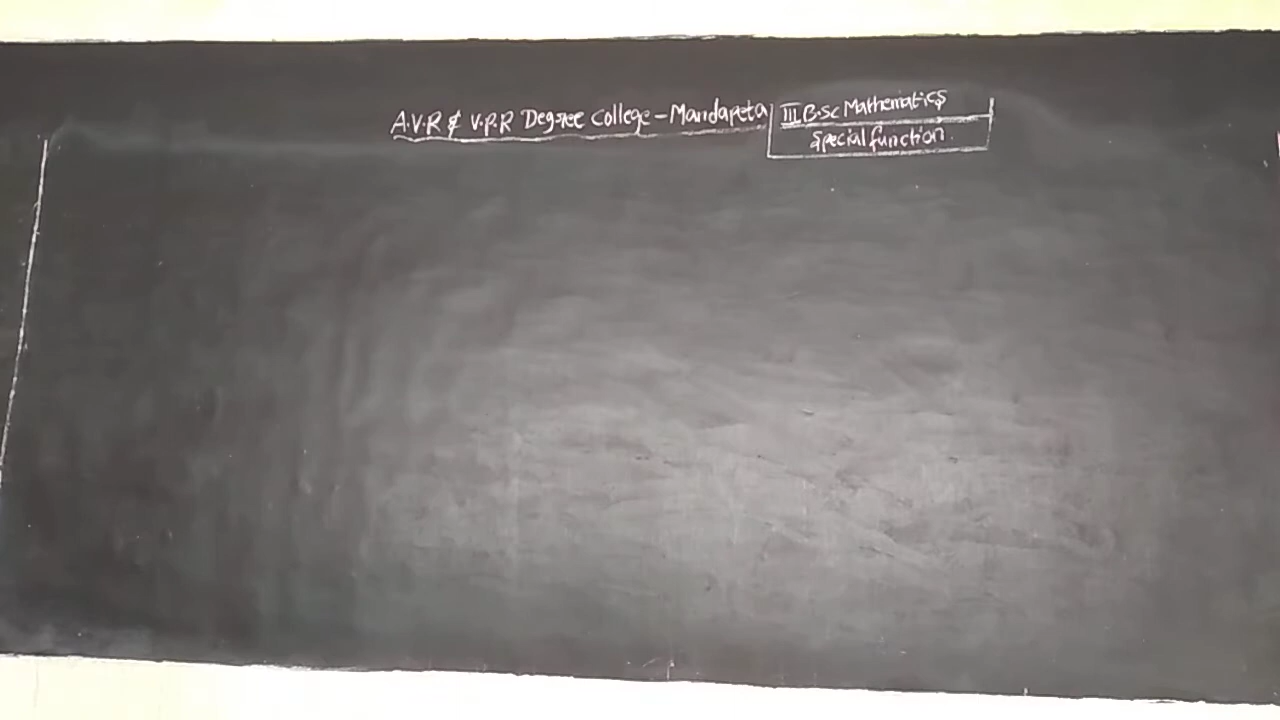 A.V.R & V.P.R Degree College - Mandapeta
III B.Sc Mathematics
Special function.